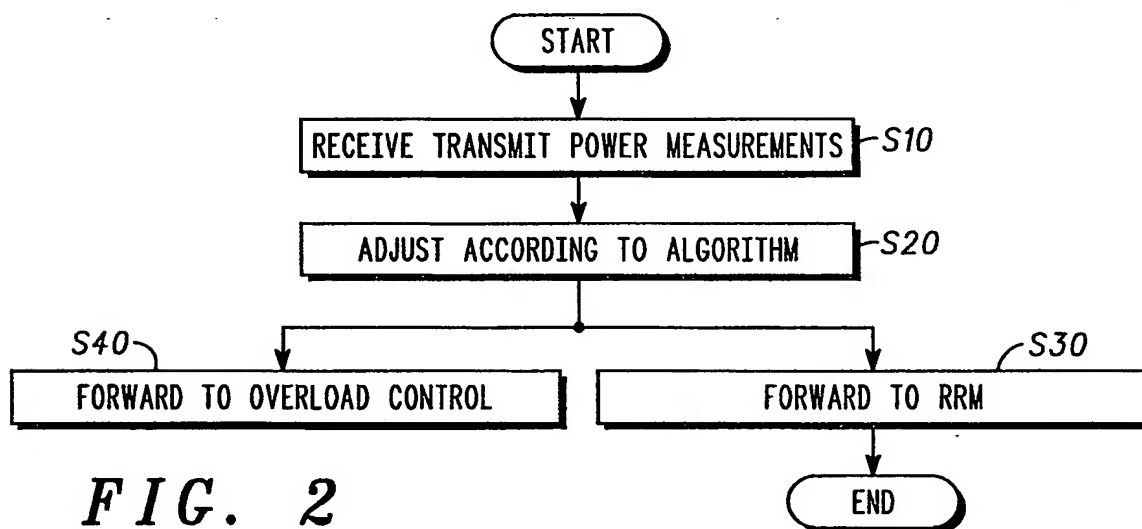 START
RECEIVE TRANSMIT POWER MEASUREMENTS
S10
ADJUST ACCORDING TO ALGORITHM
S20
S40
S30
FORWARD TO OVERLOAD CONTROL
FORWARD TO RRM
END
FIG. 2